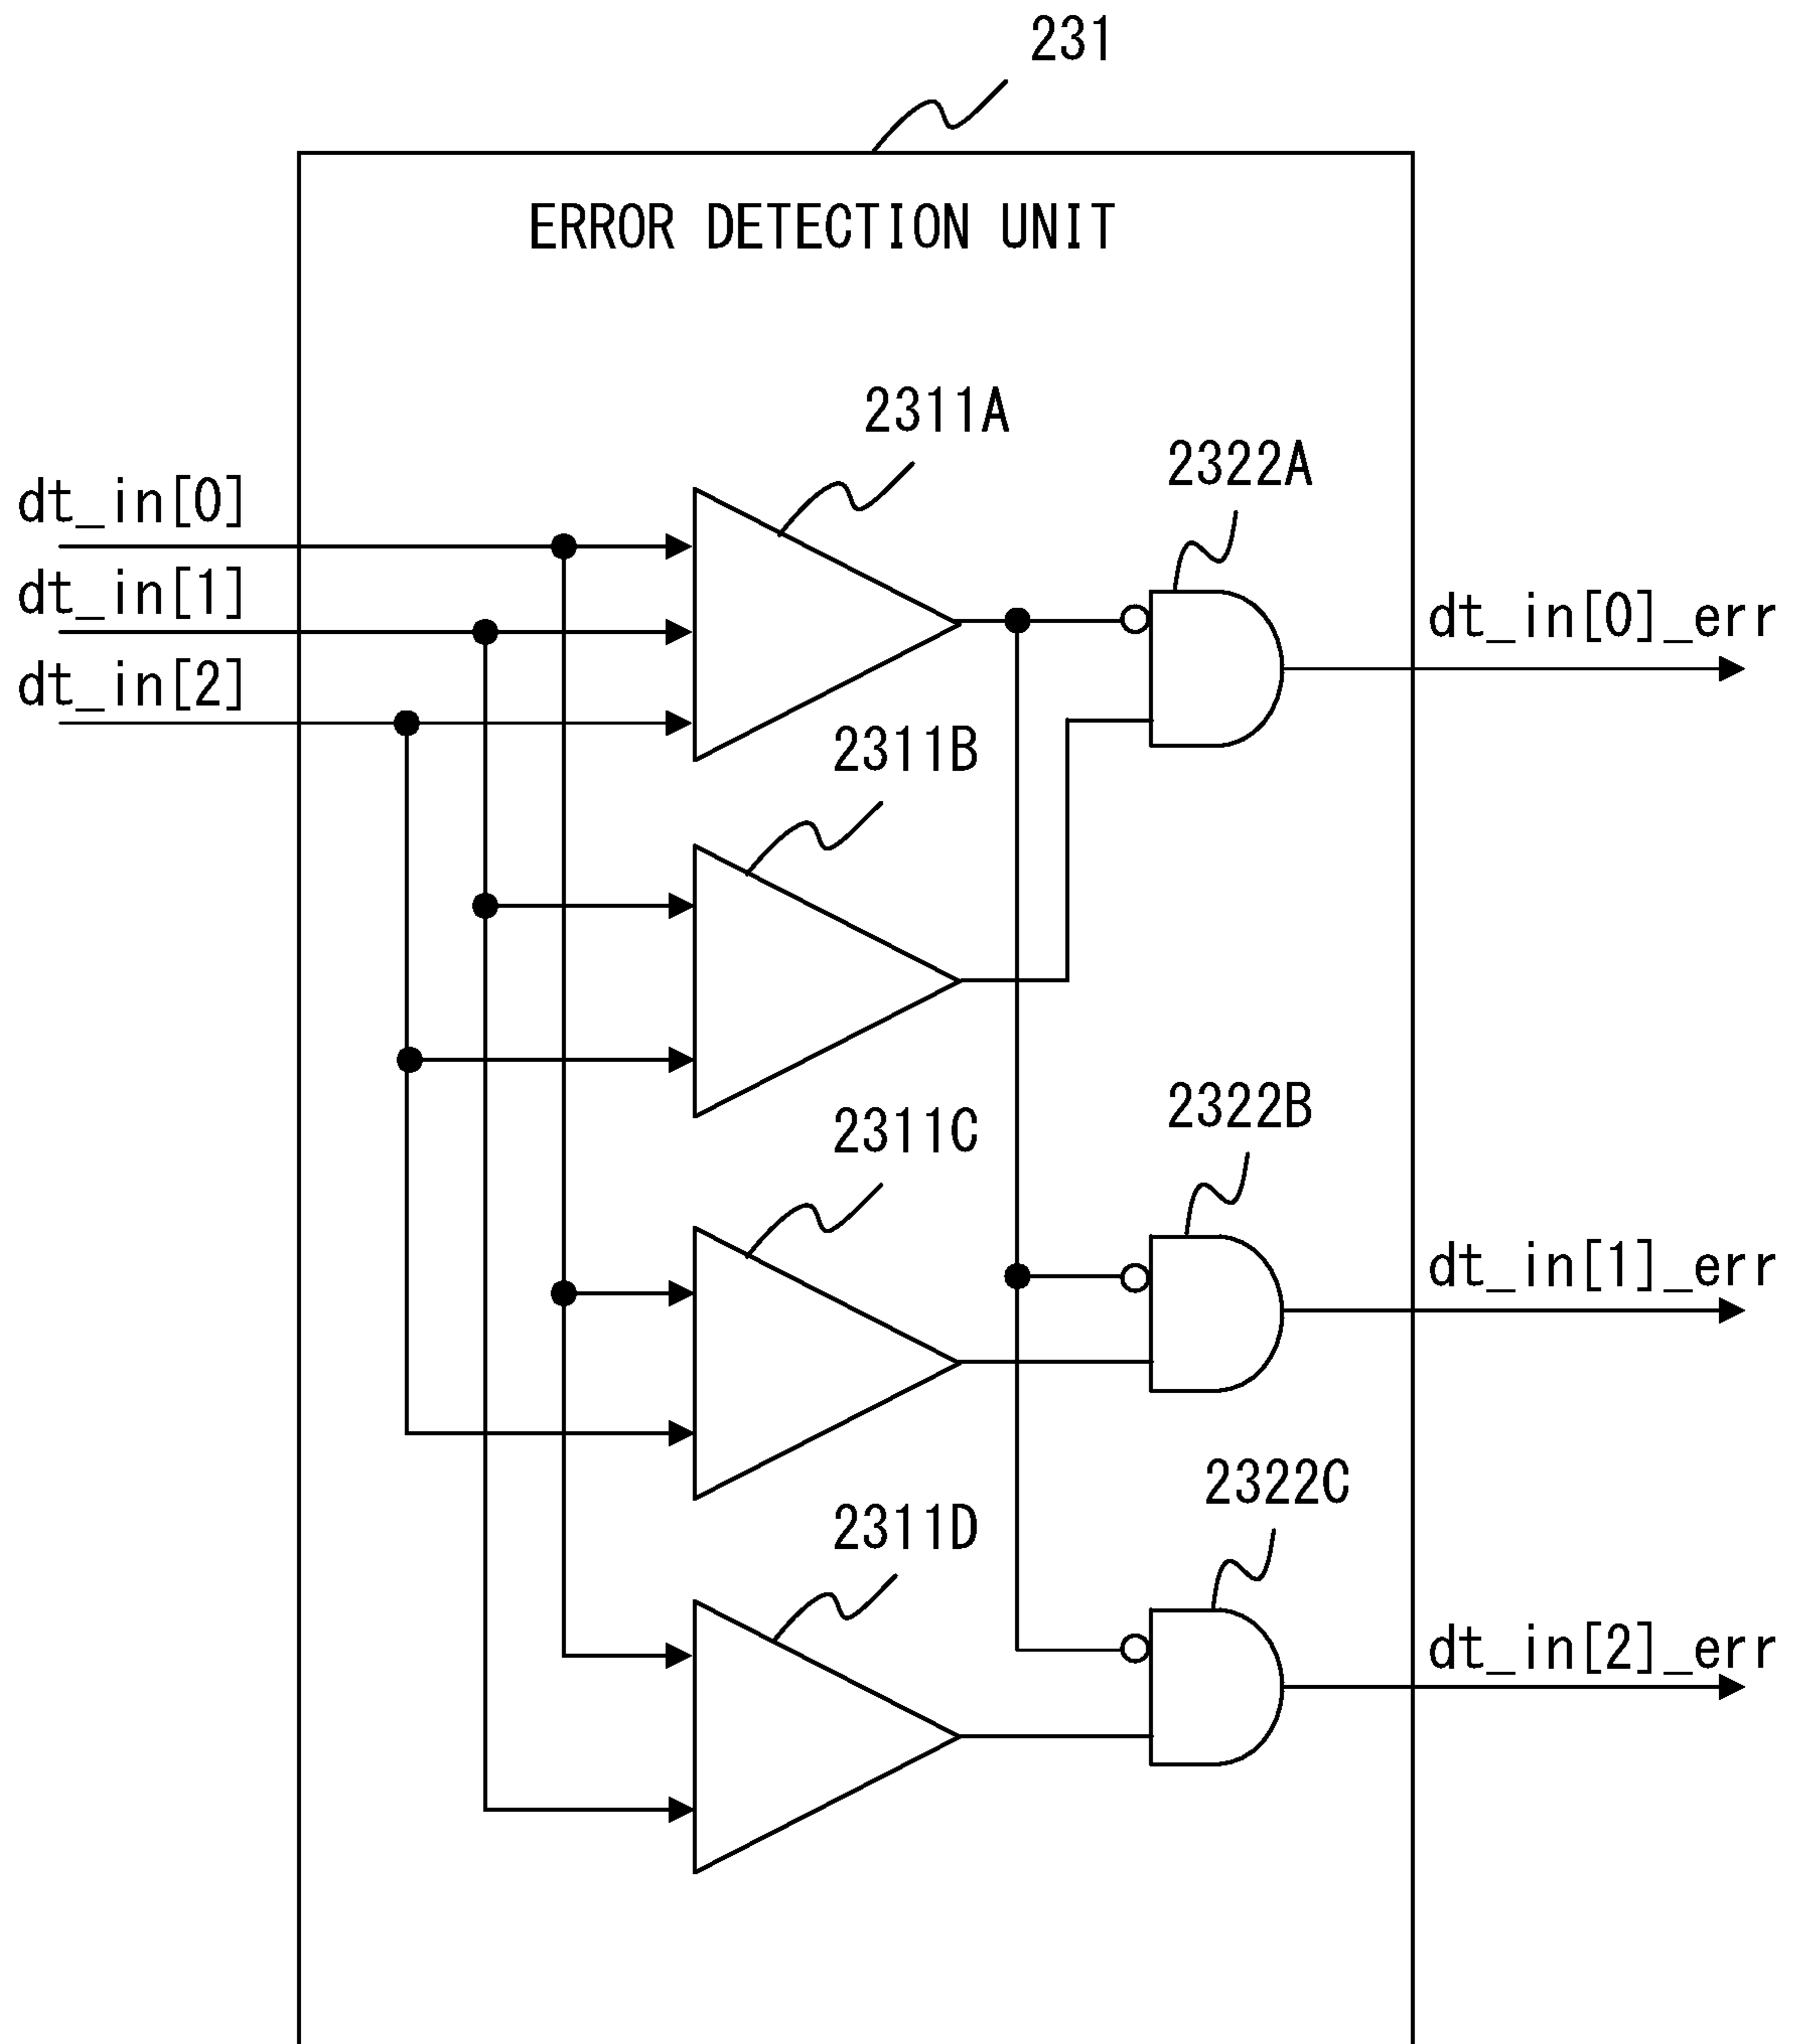 231
ERROR DETECTION UNIT
2311A
2322A
dt_in[0]
dt_in[1]
dt_in[0]_err
dt_in[2]
2311B
2322B
2311C
dt_in[1]_err
2322C
2311D
dt_in[2]_err